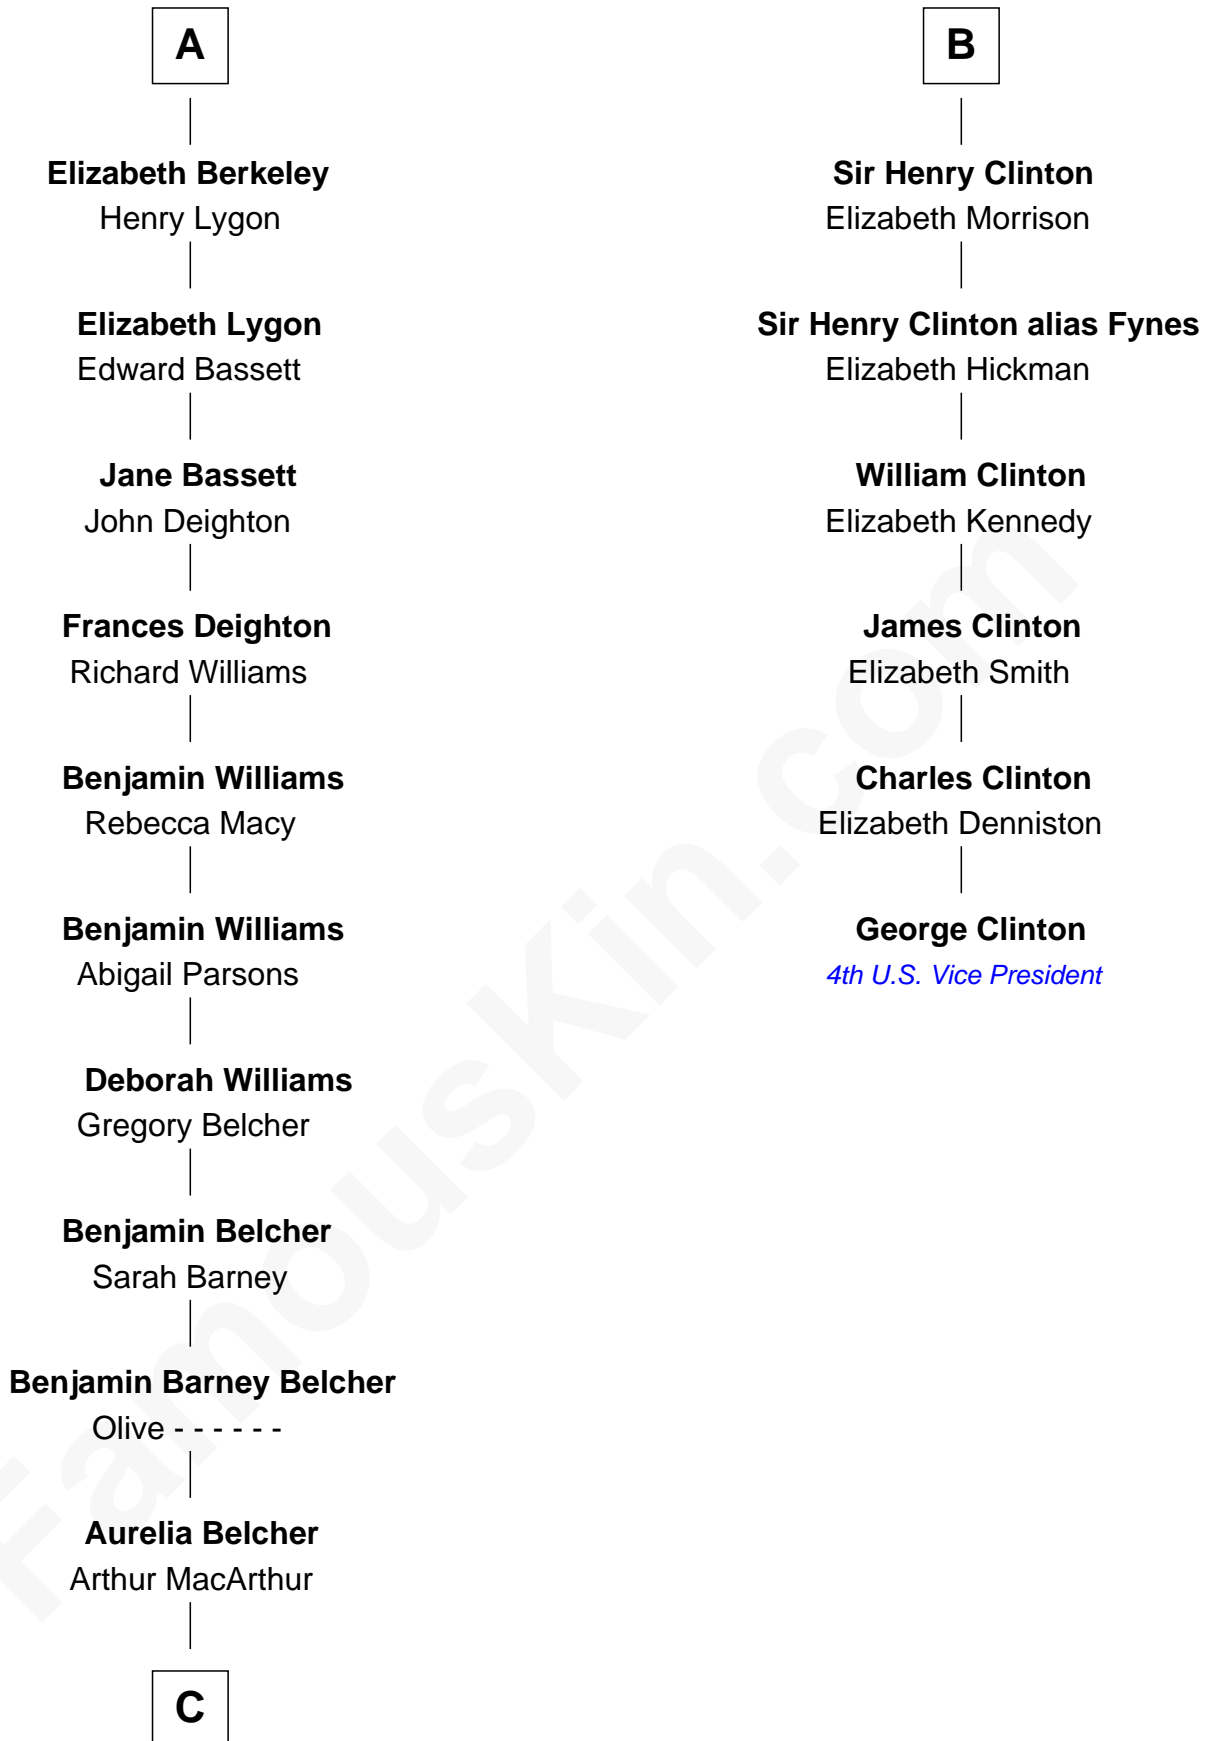 A
Elizabeth Berkeley
Henry Lygon
Elizabeth Lygon
Edward Bassett
Jane Bassett
John Deighton
Frances Deighton
Richard Williams
Benjamin Williams
Rebecca Macy
Benjamin Williams
Abigail Parsons
Deborah Williams
Gregory Belcher
Benjamin Belcher
Sarah Barney
Benjamin Barney Belcher
Olive - - - - - -
Aurelia Belcher
Arthur MacArthur
C
B
Sir Henry Clinton
Elizabeth Morrison
Sir Henry Clinton alias Fynes
Elizabeth Hickman
William Clinton
Elizabeth Kennedy
James Clinton
Elizabeth Smith
Charles Clinton
Elizabeth Denniston
George Clinton
4th U.S. Vice President
FamousKin.com